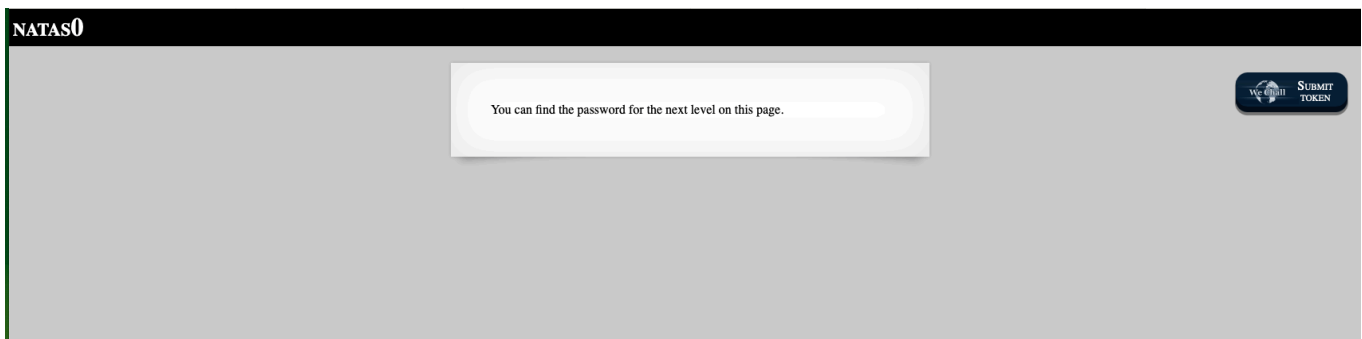 NATAS0
You can find the password for the next level on this page.
We Chall
SUBMIT
TOKEN